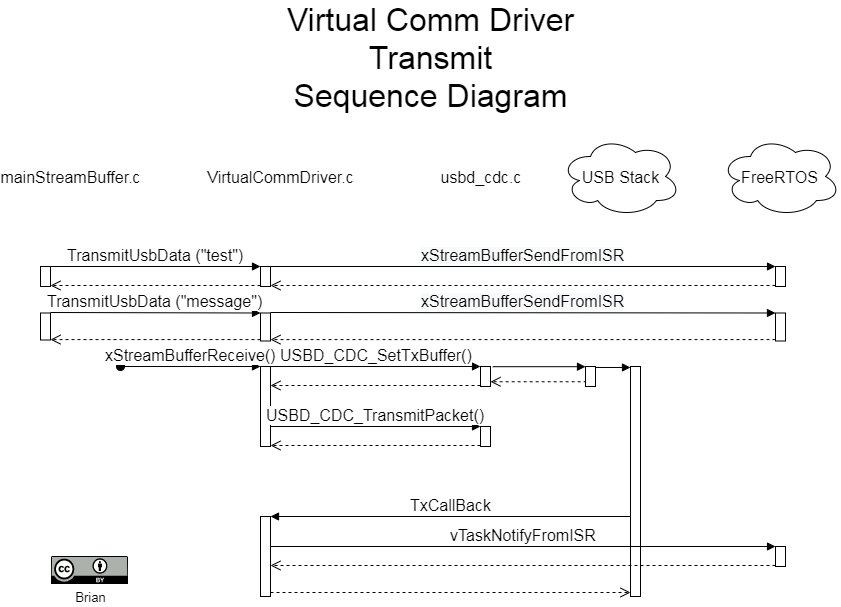 Virtual Comm Driver
Transmit
Sequence Diagram
mainStreamBuffer.c
VirtualCommDriver.c
usbd_cdc.c
USB Stack
FreeRTOS
TransmitUsbData ("test")
xStreamBufferSendFromISR
TransmitUsbData ("message")
xStreamBufferSendFromISR
xStreamBufferReceive()
USBD_CDC_SetTxBuffer()
USBD_CDC_TransmitPacket()
TxCallBack
vTaskNotifyFromISR
cc
BY
Brian